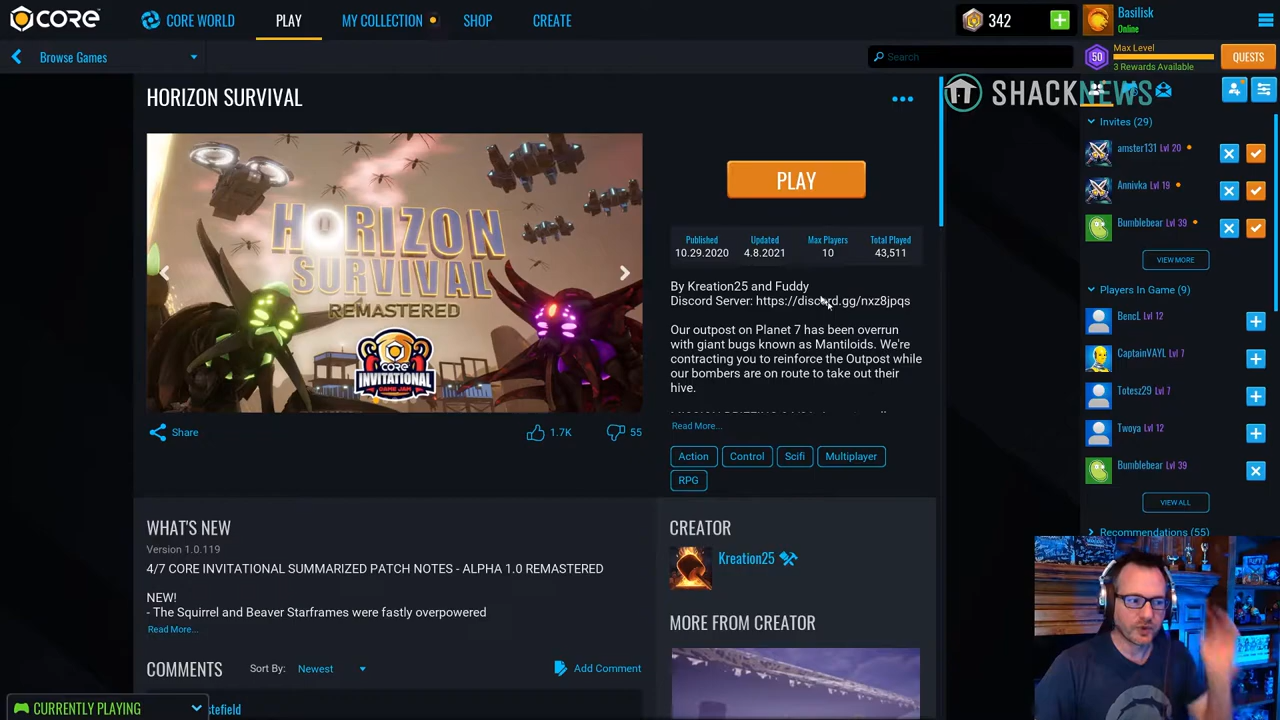 CORE
CORE WORLD
PLAY
MY COLLECTION
SHOP
CREATE
342
Basilisk
Online
Browse Games
Search
50
Max Level
3 Rewards Available
QUESTS
SHACKNEWS
HORIZON SURVIVAL
HORIZON
SURVIVAL
REMASTERED
CORE
INVITATIONAL
GAME JAM
Share
1.7K
55
PLAY
Published
Updated
Max Players
Total Played
10.29.2020
4.8.2021
10
43,511
By Kreation25 and Fuddy
Discord Server: https://discord.gg/nxz8jpqs
Our outpost on Planet 7 has been overrun
with giant bugs known as Mantiloids. We're
contracting you to reinforce the Outpost while
our bombers are on route to take out their
hive.
Read More...
Action
Control
Scifi
Multiplayer
RPG
WHAT'S NEW
Version 1.0.119
4/7 CORE INVITATIONAL SUMMARIZED PATCH NOTES - ALPHA 1.0 REMASTERED
NEW!
- The Squirrel and Beaver Starframes were fastly overpowered
Read More...
COMMENTS
Sort By:
Newest
Add Comment
CREATOR
Kreation25
MORE FROM CREATOR
Invites (29)
amster131 Lvl 20
Annivka Lvl 19
Bumblebear Lvl 39
VIEW MORE
Players In Game (9)
BencL Lvl 12
CaptainVAYL Lvl 7
Totesz29 Lvl 7
Twoya Lvl 12
Bumblebear Lvl 39
VIEW ALL
Recommendations (55)
CURRENTLY PLAYING
stefield